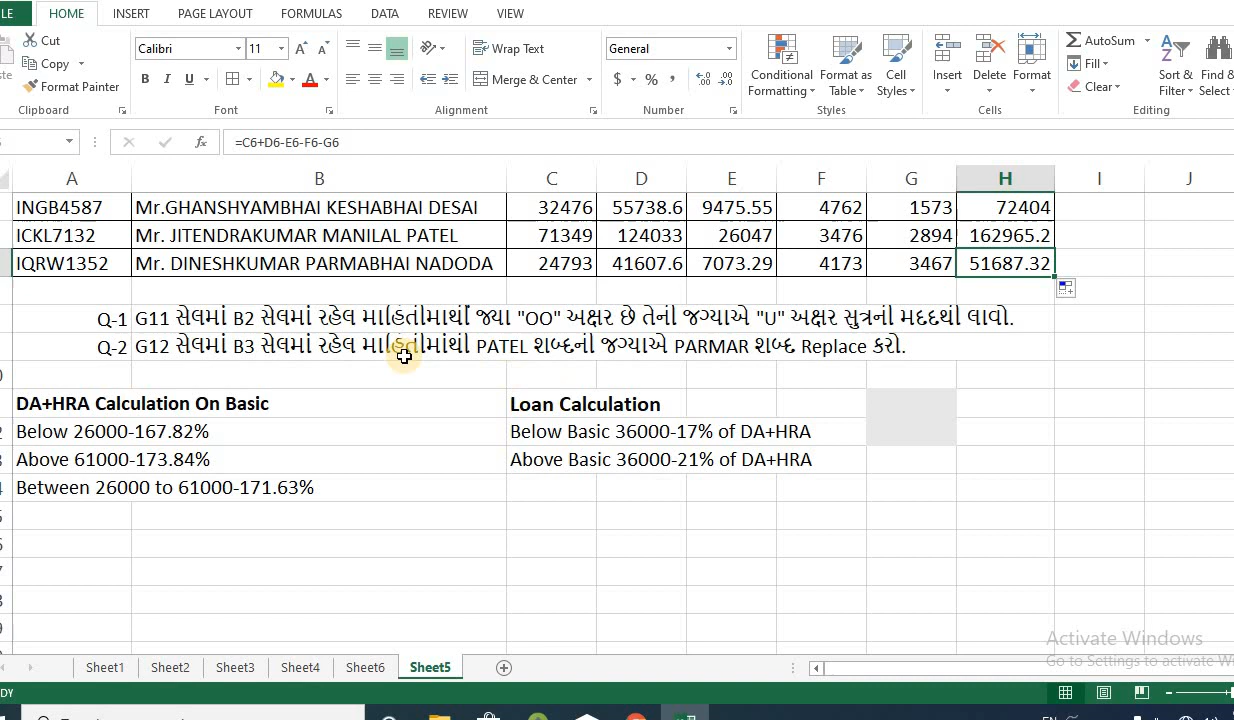 LE HOME INSERT PAGE LAYOUT FORMULAS DATA REVIEW VIEW
Cut
Copy
Format Painter
Clipboard
Calibri 11
B I U
Font
Wrap Text
Merge & Center
Alignment
General
$ % ,
Number
Conditional Formatting
Format as Table
Cell Styles
Styles
Insert Delete Format
Cells
AutoSum
Fill
Clear
Sort & Filter
Find & Select
Editing
fx =C6+D6-E6-F6-G6
A B C D E F G H I J
INGB4587 Mr.GHANSHYAMBHAI KESHABHAI DESAI 32476 55738.6 9475.55 4762 1573 72404
ICKL7132 Mr. JITENDRAKUMAR MANILAL PATEL 71349 124033 26047 3476 2894 162965.2
IQRW1352 Mr. DINESHKUMAR PARMABHAI NADODA 24793 41607.6 7073.29 4173 3467 51687.32
Q-1 G11 સેલમાં B2 સેલમાં રહેલ માહિતીમાથીં જ્યા "OO" અક્ષર છે તેની જગ્યાએ "U" અક્ષર સુત્રની મદદથી લાવો.
Q-2 G12 સેલમાં B3 સેલમાં રહેલ માહિતીમાંથી PATEL શબ્દની જગ્યાએ PARMAR શબ્દ Replace કરો.
DA+HRA Calculation On Basic Loan Calculation
Below 26000-167.82% Below Basic 36000-17% of DA+HRA
Above 61000-173.84% Above Basic 36000-21% of DA+HRA
Between 26000 to 61000-171.63%
Activate Windows
Go to Settings to activate Wi
Sheet1 Sheet2 Sheet3 Sheet4 Sheet6 Sheet5
DY